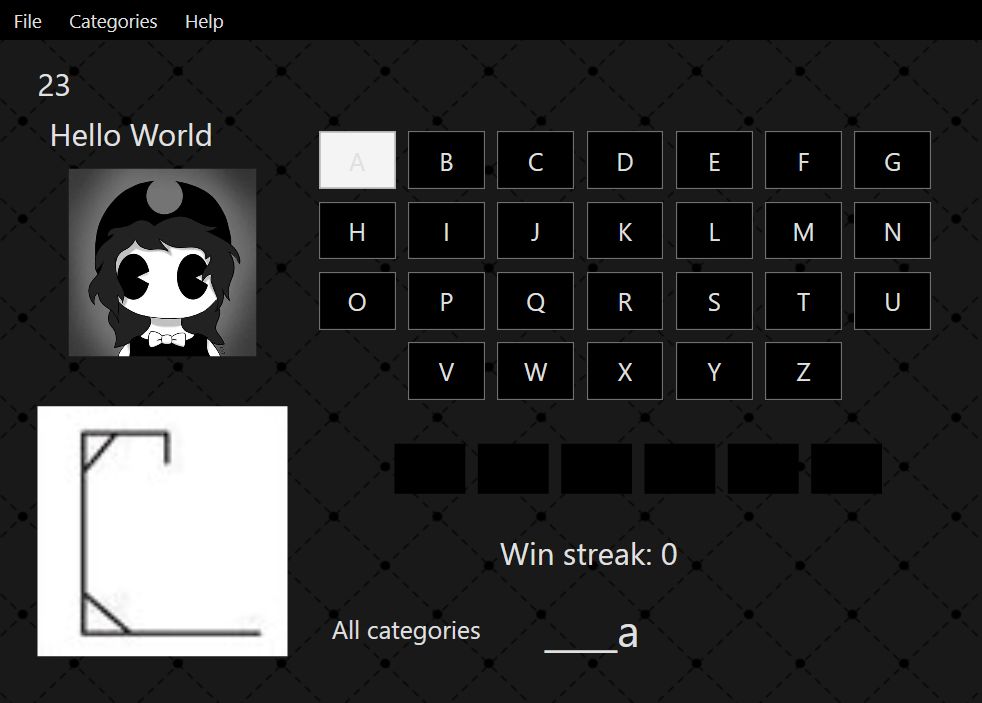 File Categories Help
23
Hello World
A B C D E F G
H I J K L M N
O P Q R S T U
V W X Y Z
Win streak: 0
All categories ____a